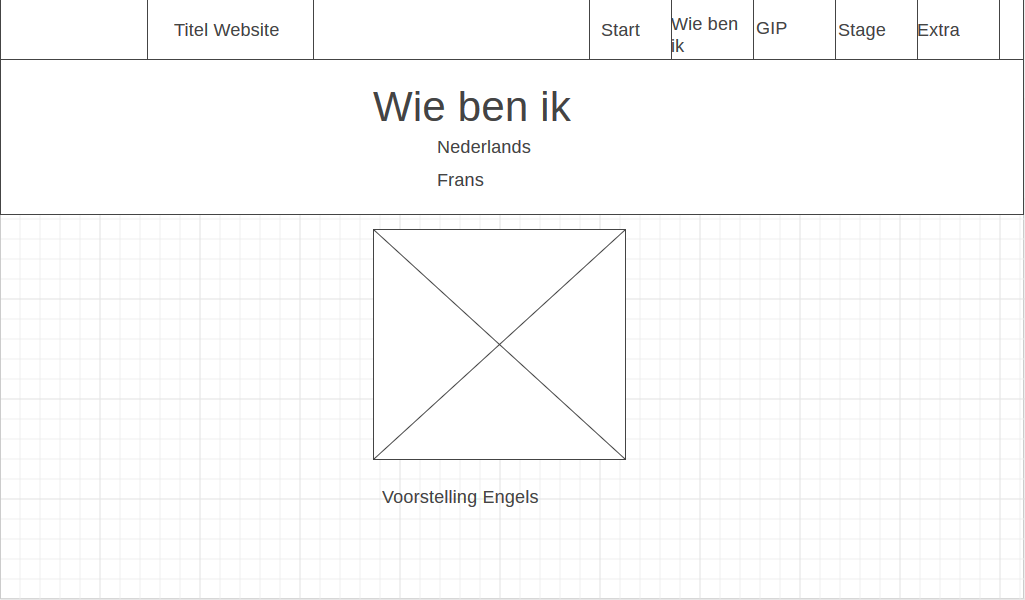 Titel Website
Start
Wie ben
ik
GIP
Stage
Extra
Wie ben ik
Nederlands
Frans
Voorstelling Engels